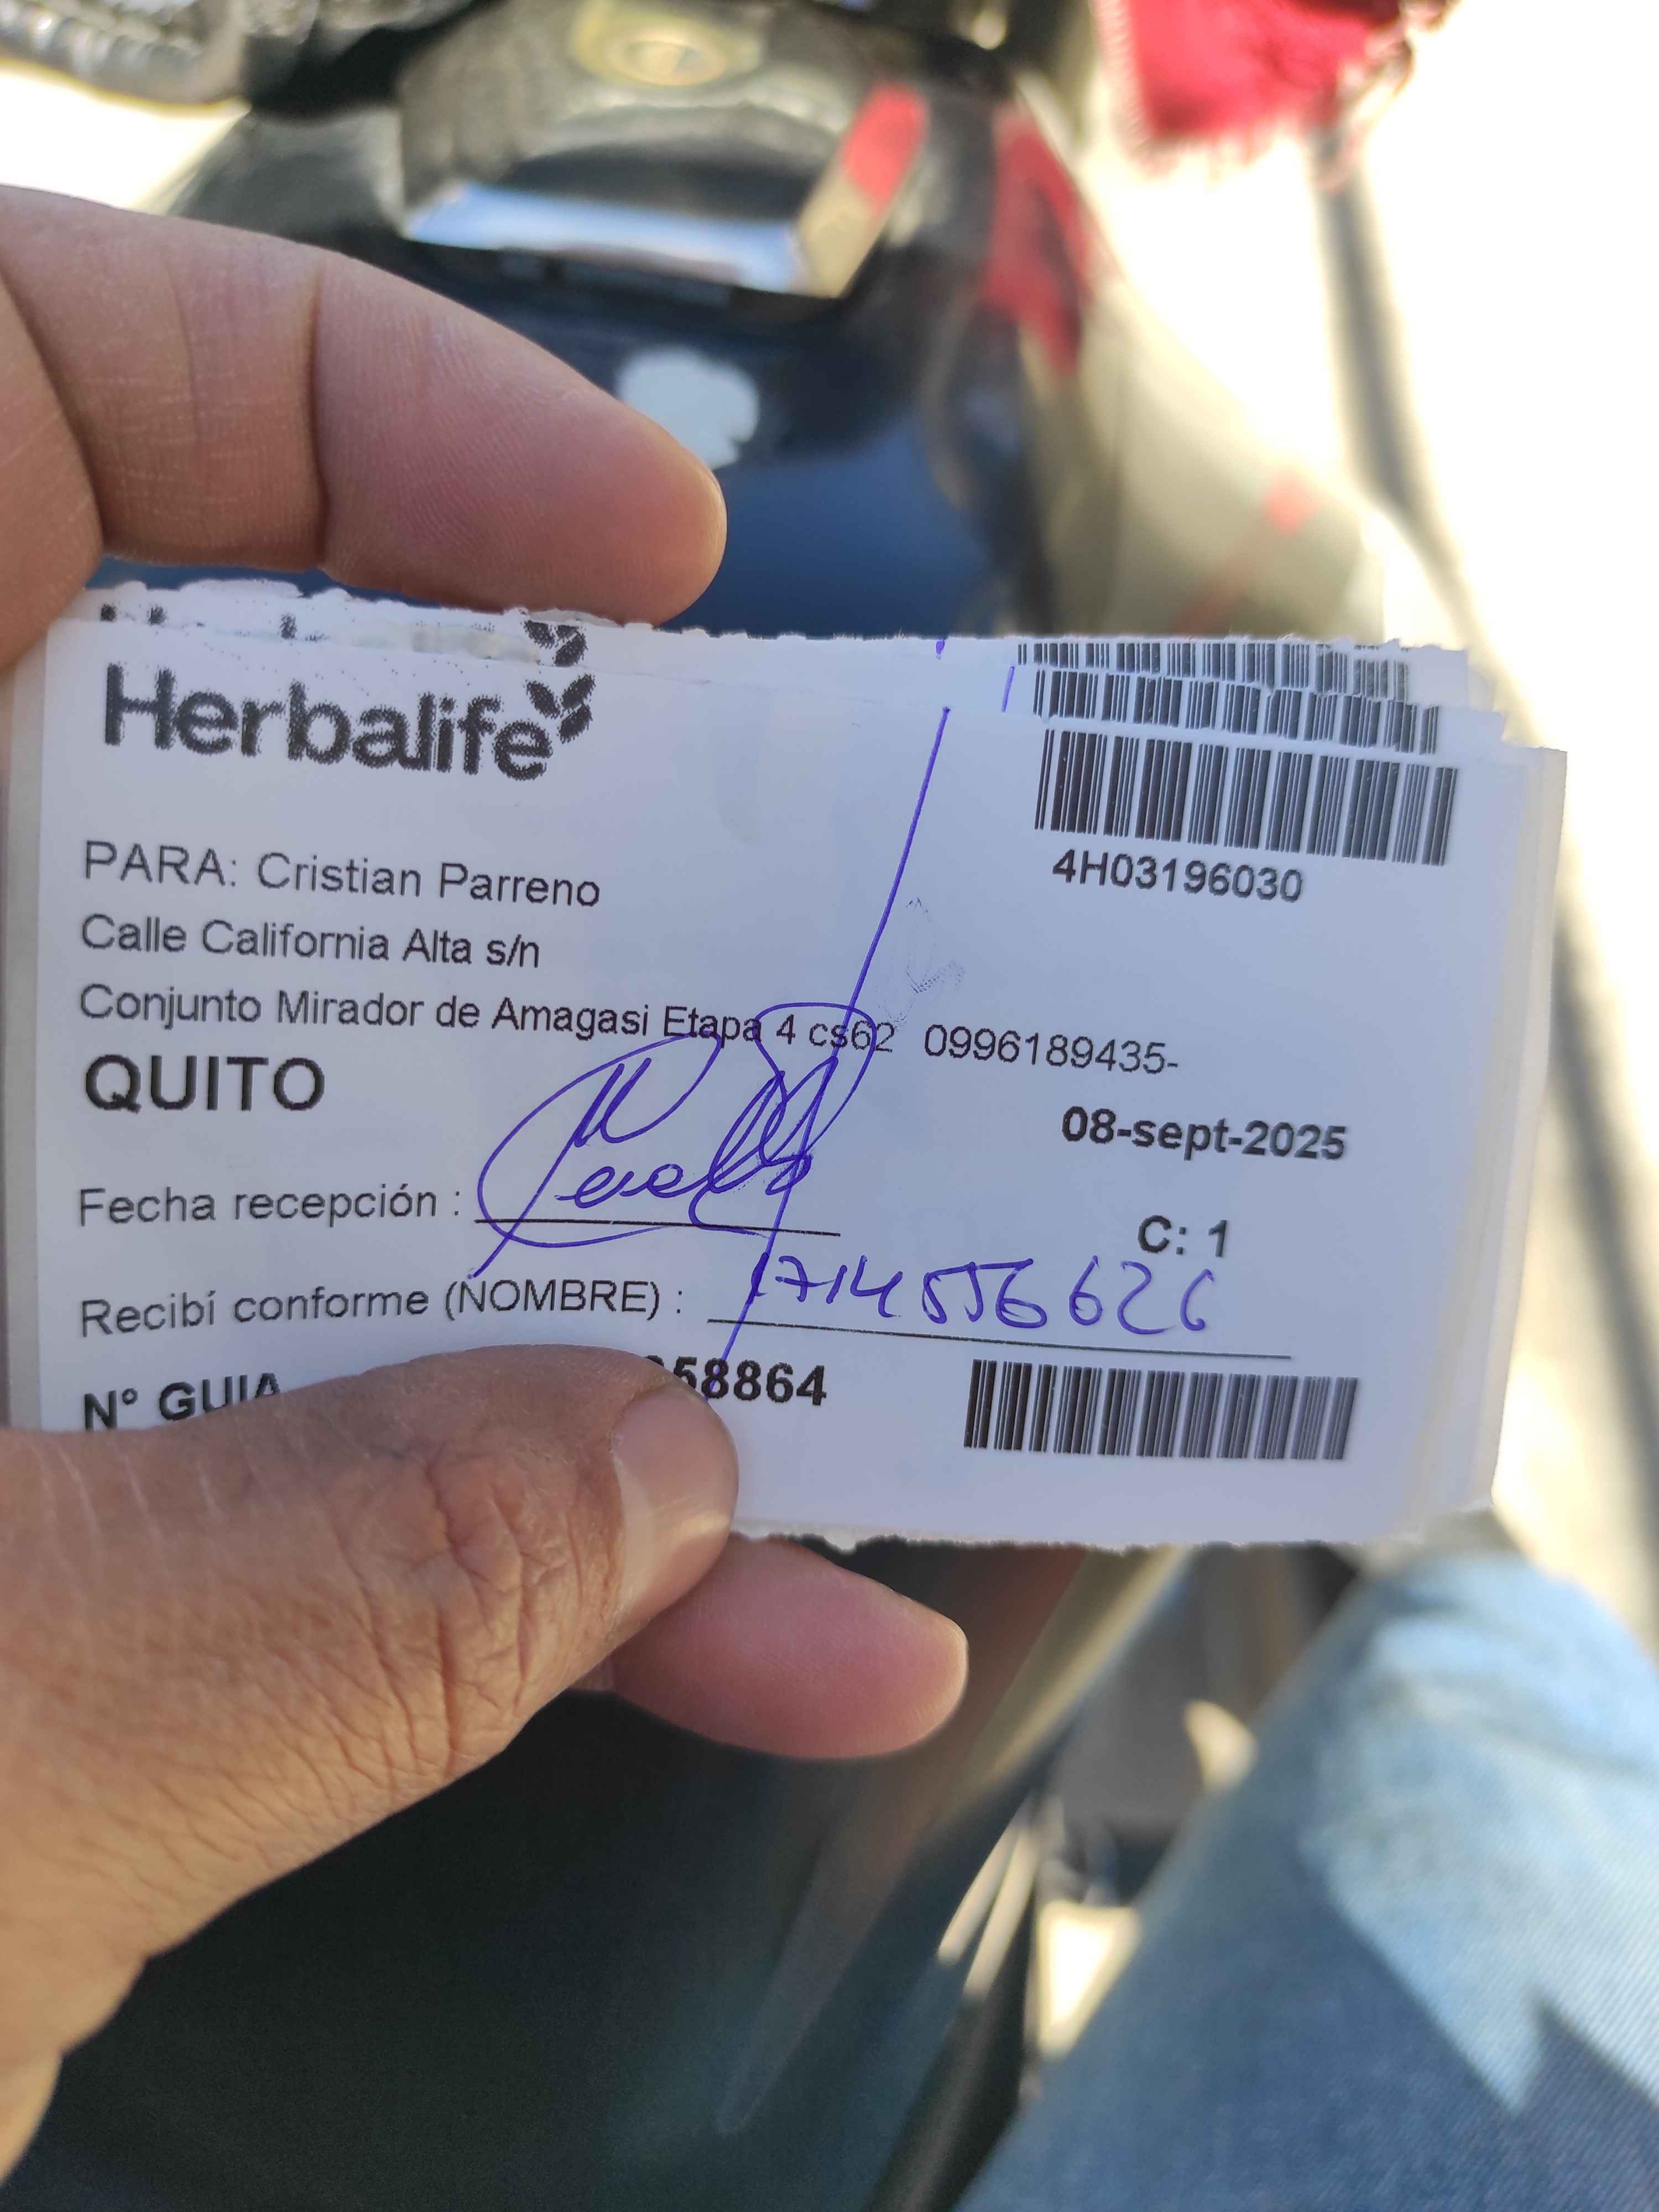 Herbalife
4H03196030
PARA: Cristian Parreno
Calle California Alta s/n
Conjunto Mirador de Amagasi Etapa 4 cs62 0996189435-
QUITO
08-sept-2025
Fecha recepción :
C: 1
Recibí conforme (NOMBRE) : 1714556626
N° GUIA 58864